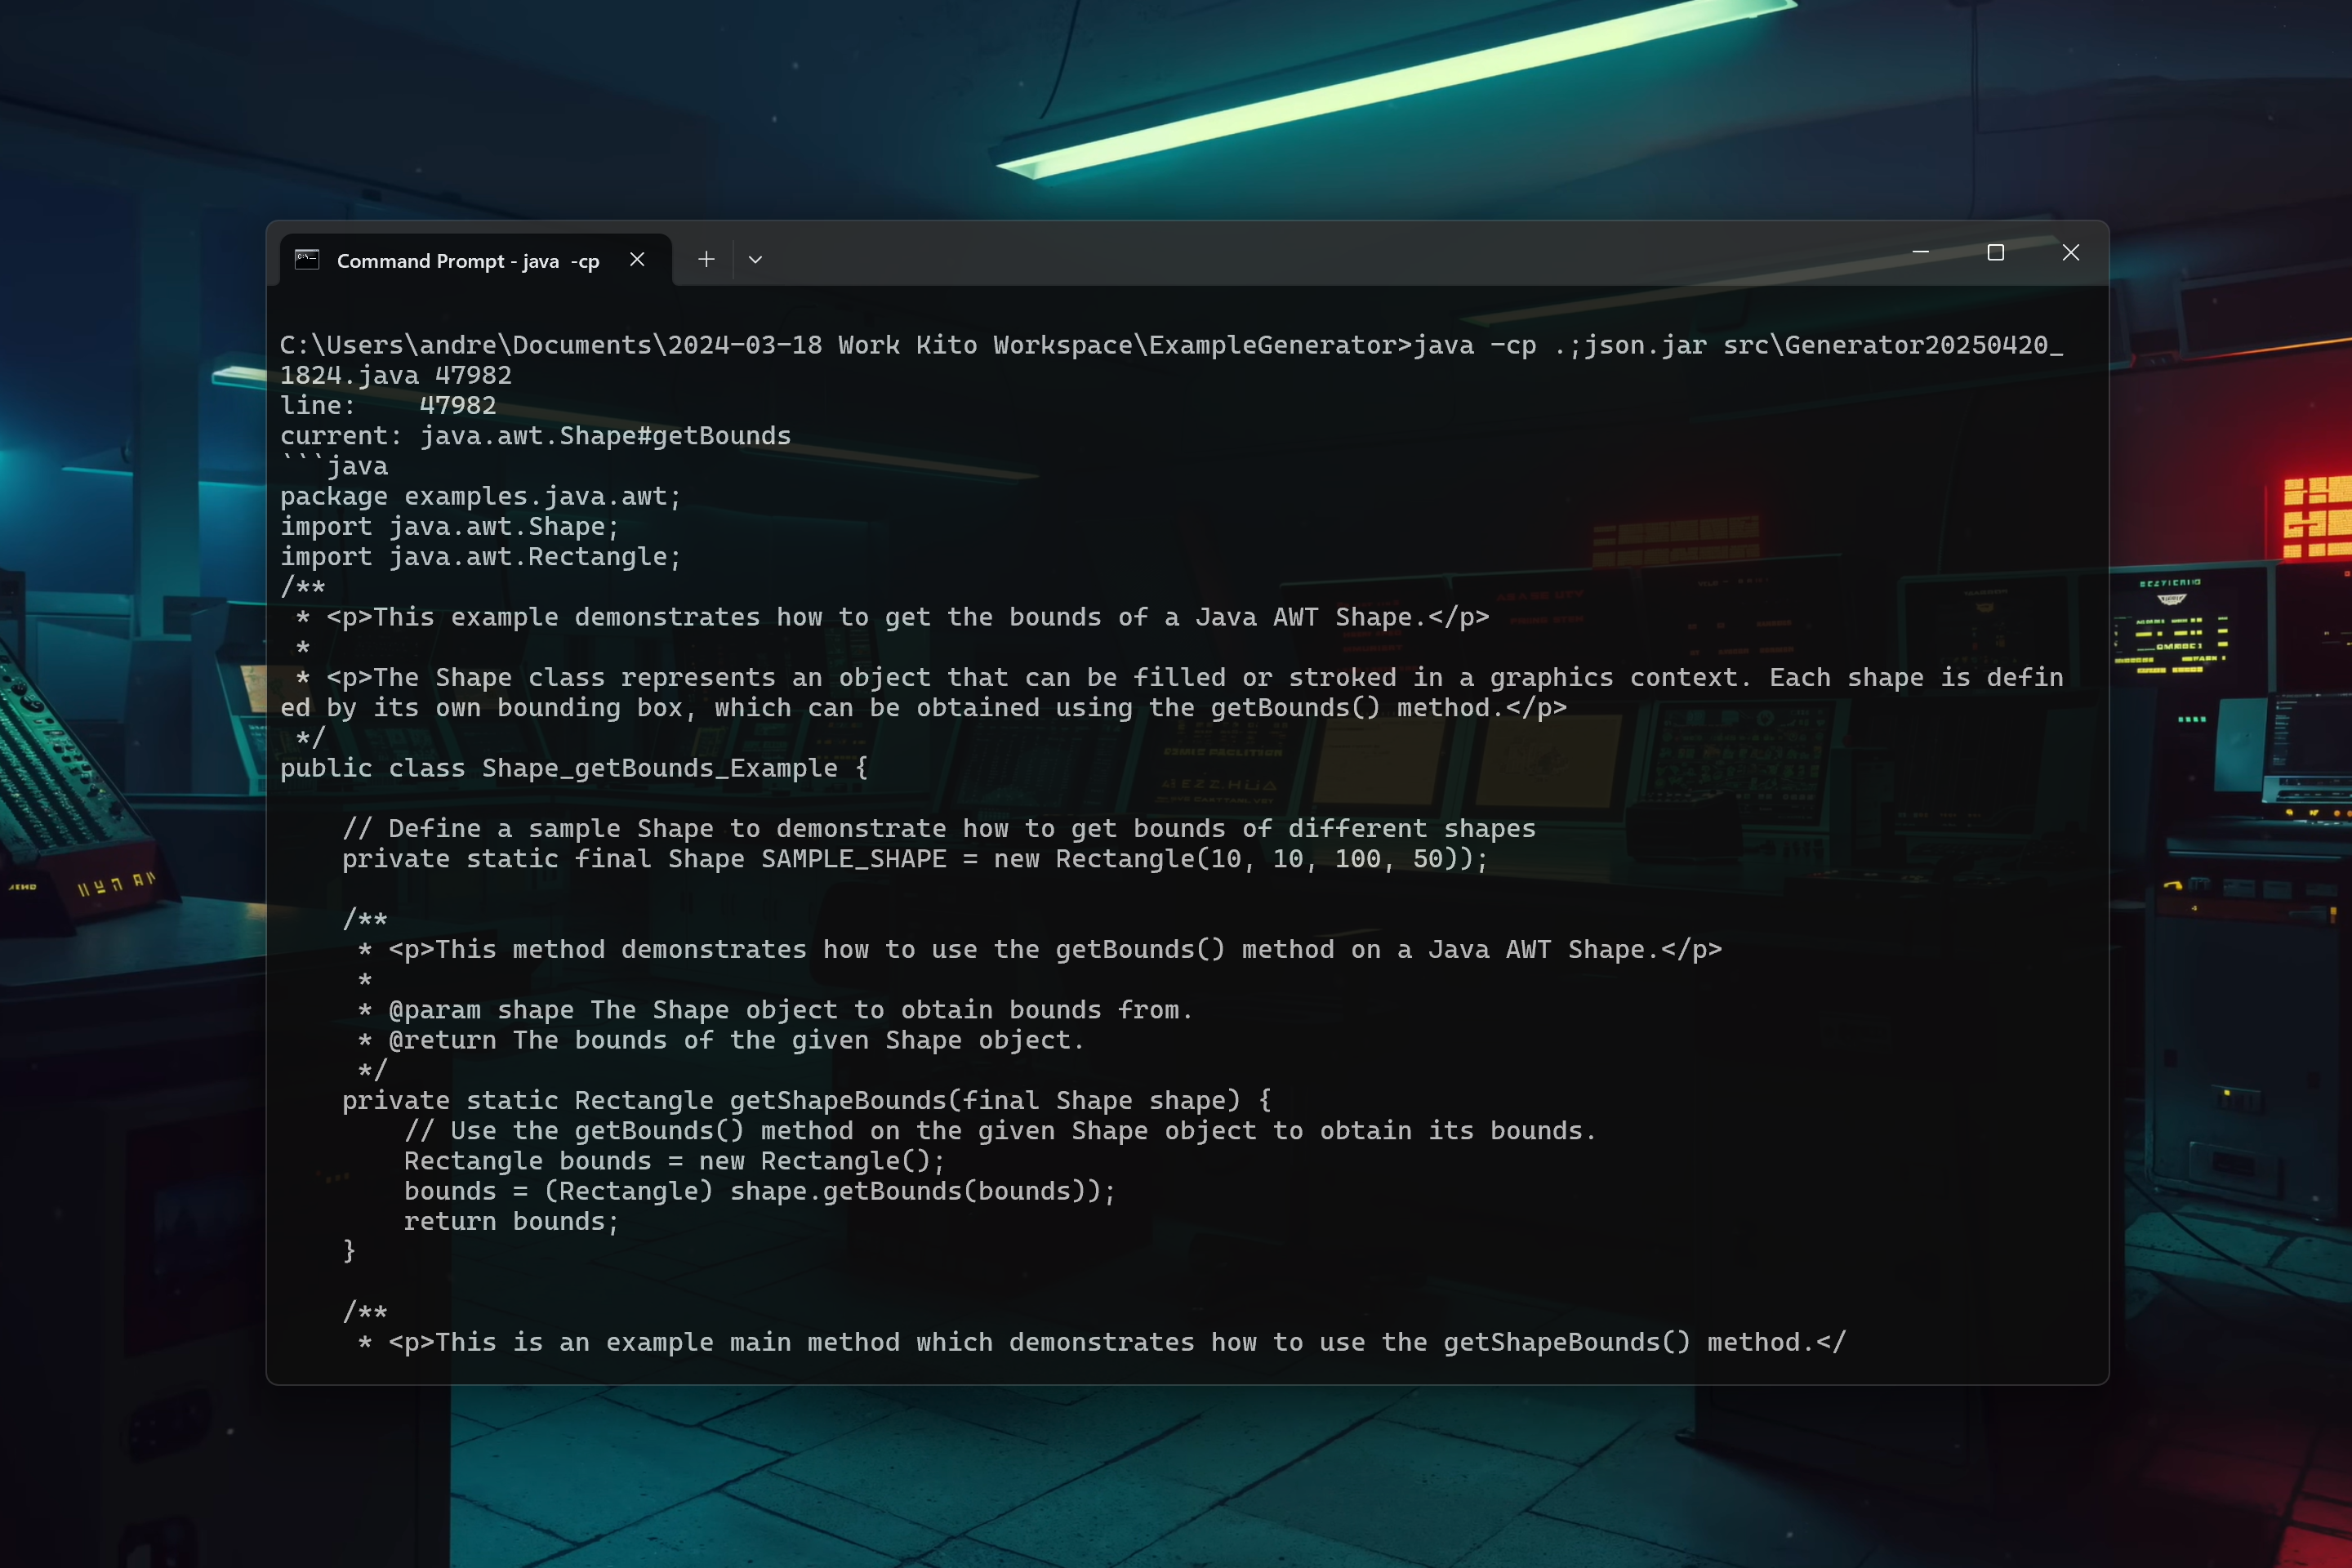 Command Prompt - java  -cp
C:\Users\andre\Documents\2024-03-18 Work Kito Workspace\ExampleGenerator>java -cp .;json.jar src\Generator20250420_
1824.java 47982
line:    47982
current: java.awt.Shape#getBounds
```java
package examples.java.awt;
import java.awt.Shape;
import java.awt.Rectangle;
/**
 * <p>This example demonstrates how to get the bounds of a Java AWT Shape.</p>
 *
 * <p>The Shape class represents an object that can be filled or stroked in a graphics context. Each shape is defin
ed by its own bounding box, which can be obtained using the getBounds() method.</p>
 */
public class Shape_getBounds_Example {
    // Define a sample Shape to demonstrate how to get bounds of different shapes
    private static final Shape SAMPLE_SHAPE = new Rectangle(10, 10, 100, 50));
    /**
     * <p>This method demonstrates how to use the getBounds() method on a Java AWT Shape.</p>
     *
     * @param shape The Shape object to obtain bounds from.
     * @return The bounds of the given Shape object.
     */
    private static Rectangle getShapeBounds(final Shape shape) {
        // Use the getBounds() method on the given Shape object to obtain its bounds.
        Rectangle bounds = new Rectangle();
        bounds = (Rectangle) shape.getBounds(bounds));
        return bounds;
    }
    /**
     * <p>This is an example main method which demonstrates how to use the getShapeBounds() method.</